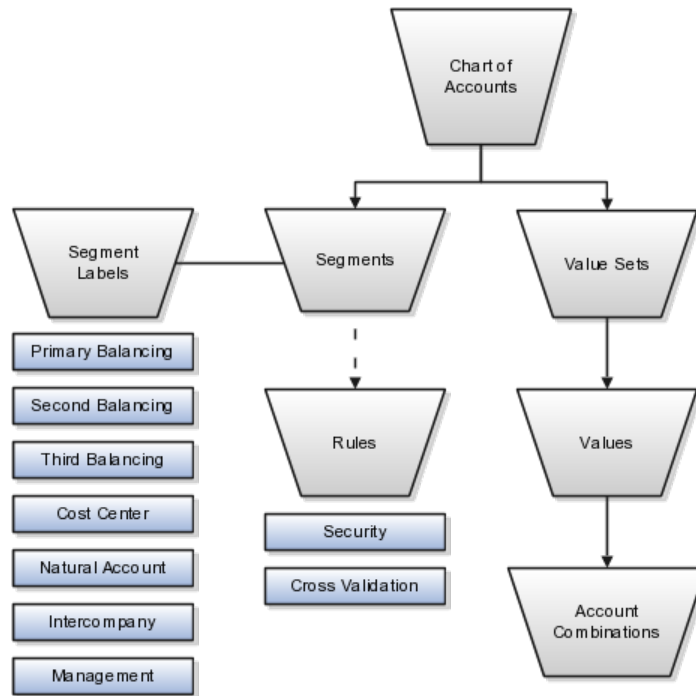 Chart of
Accounts
Segment
Labels
Segments
Value Sets
Primary Balancing
Second Balancing
Third Balancing
Cost Center
Natural Account
Intercompany
Management
Rules
Security
Cross Validation
Values
Account
Combinations